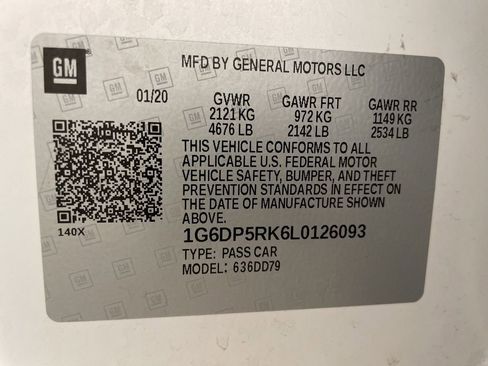 GM
MFD BY GENERAL MOTORS LLC
01/20 GVWR GAWR FRT GAWR RR
2121 KG 972 KG 1149 KG
4676 LB 2142 LB 2534 LB
THIS VEHICLE CONFORMS TO ALL
APPLICABLE U.S. FEDERAL MOTOR
VEHICLE SAFETY, BUMPER, AND THEFT
PREVENTION STANDARDS IN EFFECT ON
THE DATE OF MANUFACTURE SHOWN
ABOVE.
140X
1G6DP5RK6L0126093
TYPE: PASS CAR
MODEL: 636DD79